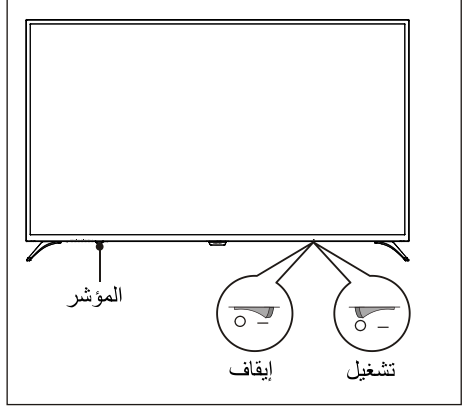 المؤشر
تشغيل
إيقاف